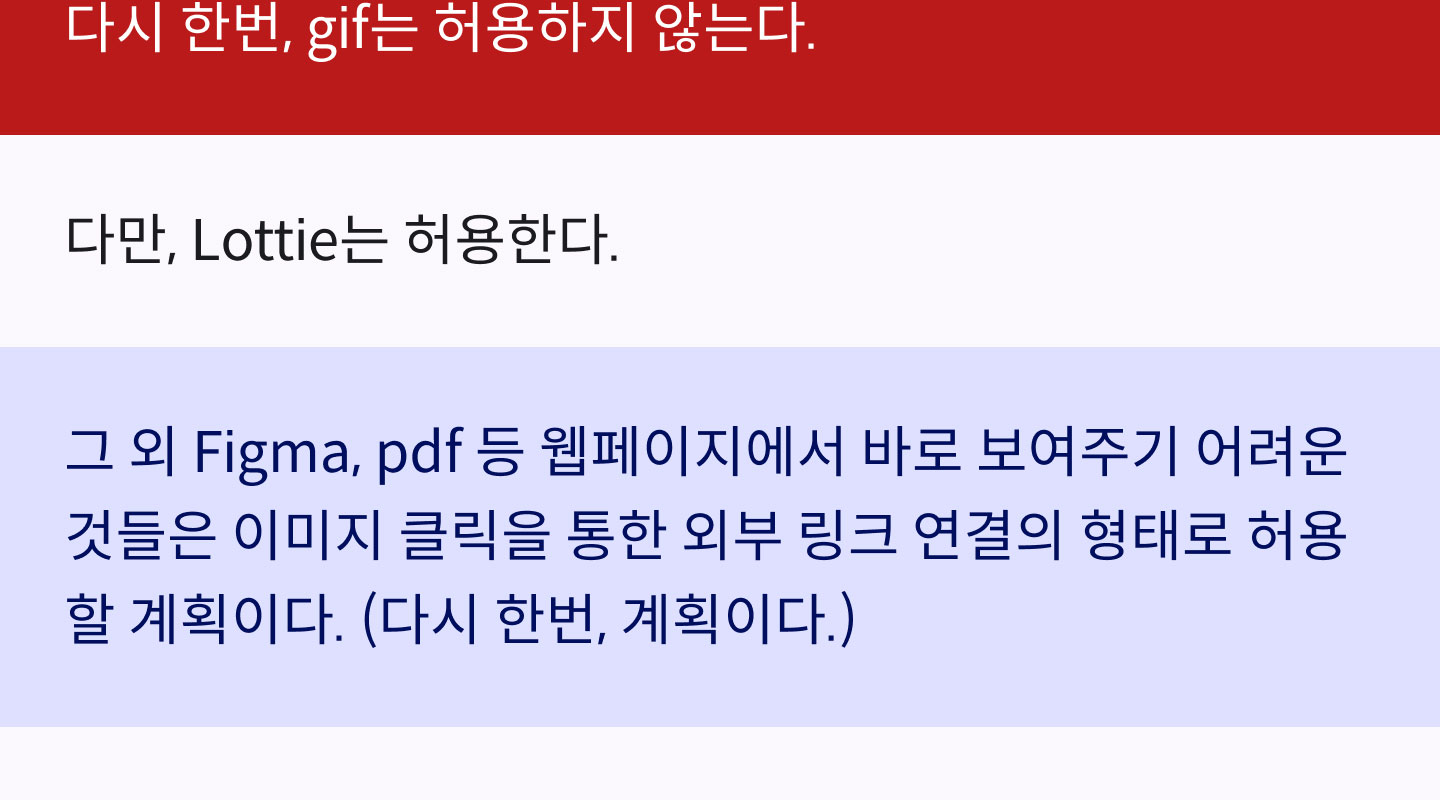 다시 한번, gif는 허용하지 않는다.
다만, Lottie는 허용한다.
그 외 Figma, pdf 등 웹페이지에서 바로 보여주기 어려운
것들은 이미지 클릭을 통한 외부 링크 연결의 형태로 허용
할 계획이다. (다시 한번, 계획이다.)